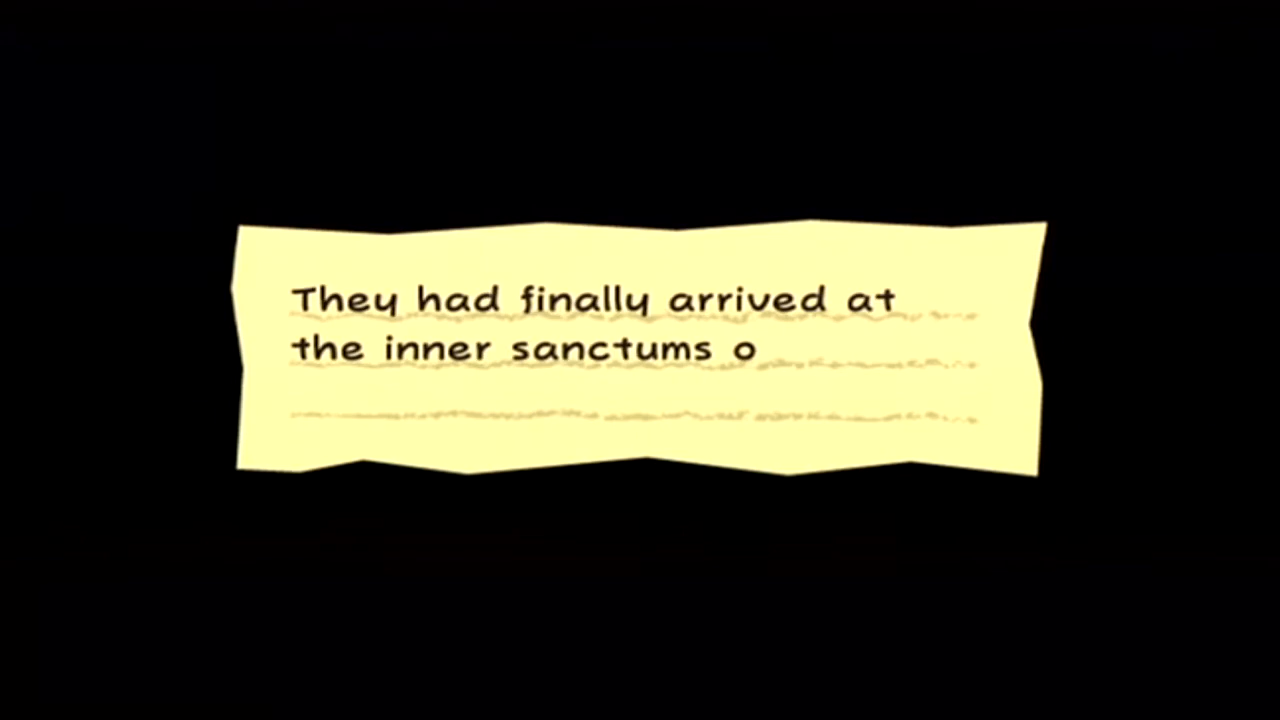 They had finally arrived at
the inner sanctums o